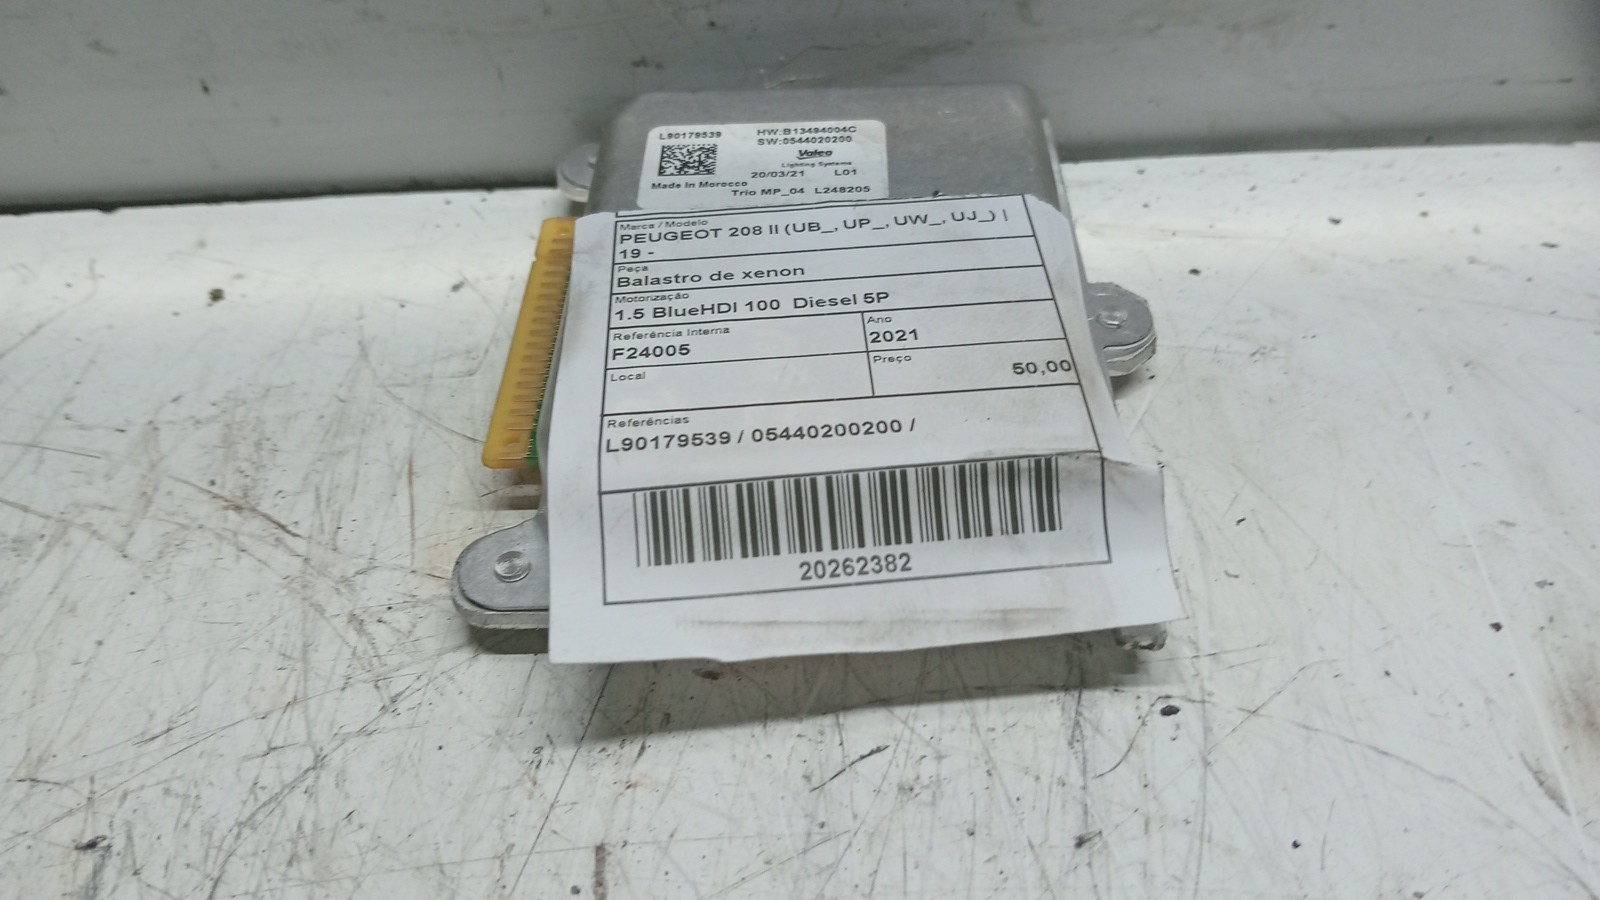 L90179539
HW:B13494004C
SW:0544020200
Valeo
Lighting Systems
20/03/21 L01
Made In Morocco
Trio MP_04 L248205
Marca / Modelo
PEUGEOT 208 II (UB_, UP_, UW_, UJ_) |
19 -
Peça
Balastro de xenon
Motorização
1.5 BlueHDI 100 Diesel 5P
Referência Interna
F24005
Ano
2021
Local
Preço
50,00
Referências
L90179539 / 05440200200 /
20262382